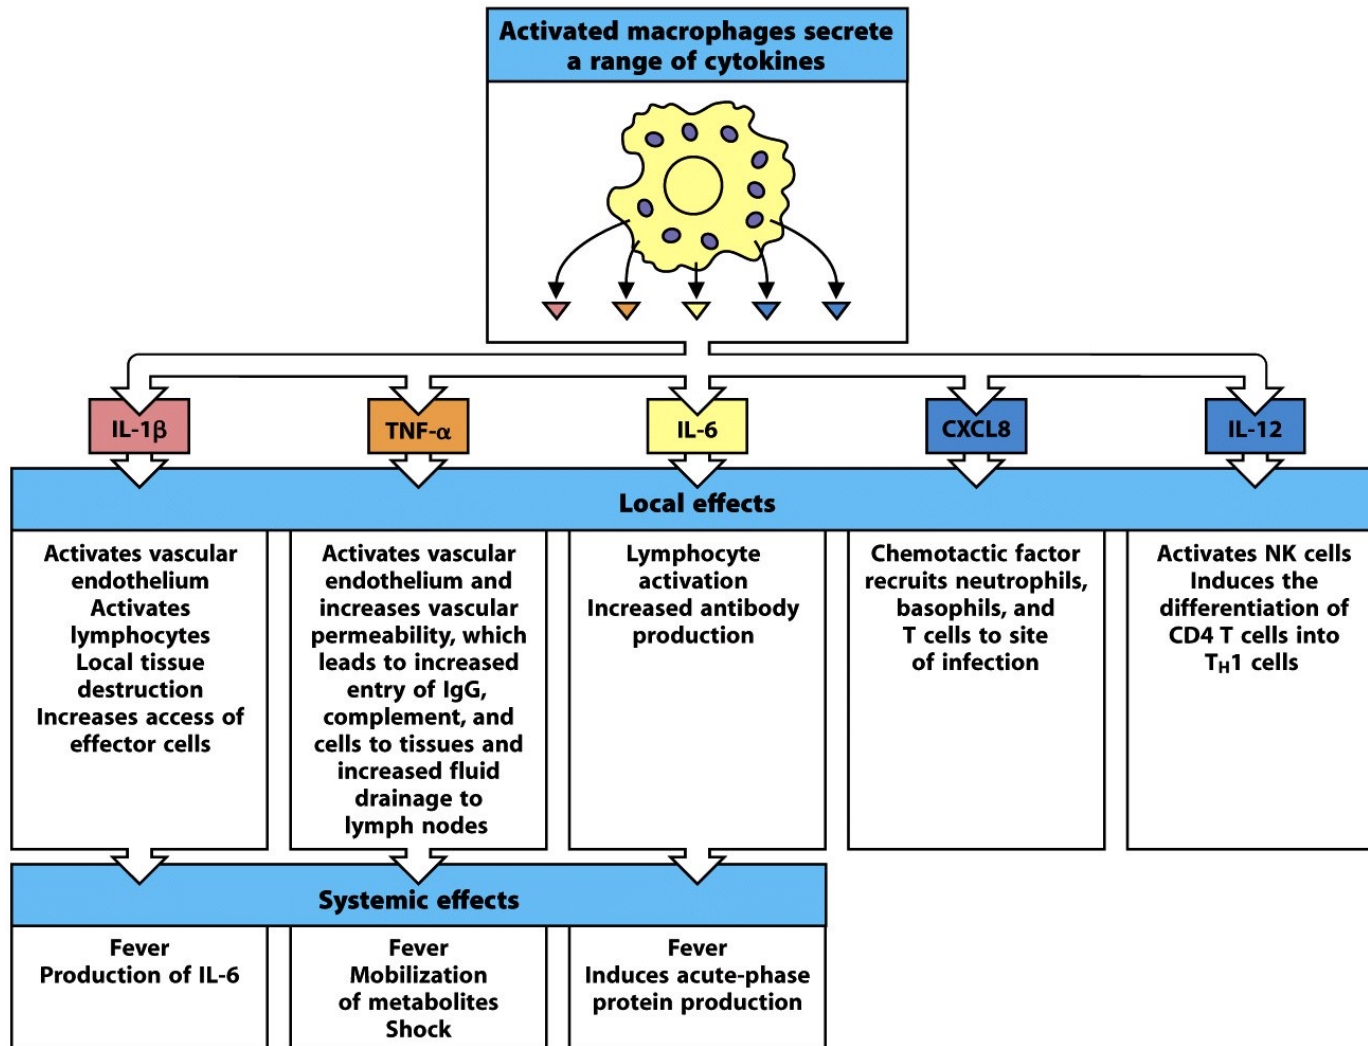 Activated macrophages secrete
a range of cytokines
IL-1β
TNF-α
IL-6
CXCL8
IL-12
Local effects
Activates vascular
endothelium
Activates
lymphocytes
Local tissue
destruction
Increases access of
effector cells
Activates vascular
endothelium and
increases vascular
permeability, which
leads to increased
entry of IgG,
complement, and
cells to tissues and
increased fluid
drainage to
lymph nodes
Lymphocyte
activation
Increased antibody
production
Chemotactic factor
recruits neutrophils,
basophils, and
T cells to site
of infection
Activates NK cells
Induces the
differentiation of
CD4 T cells into
TH1 cells
Systemic effects
Fever
Production of IL-6
Fever
Mobilization
of metabolites
Shock
Fever
Induces acute-phase
protein production